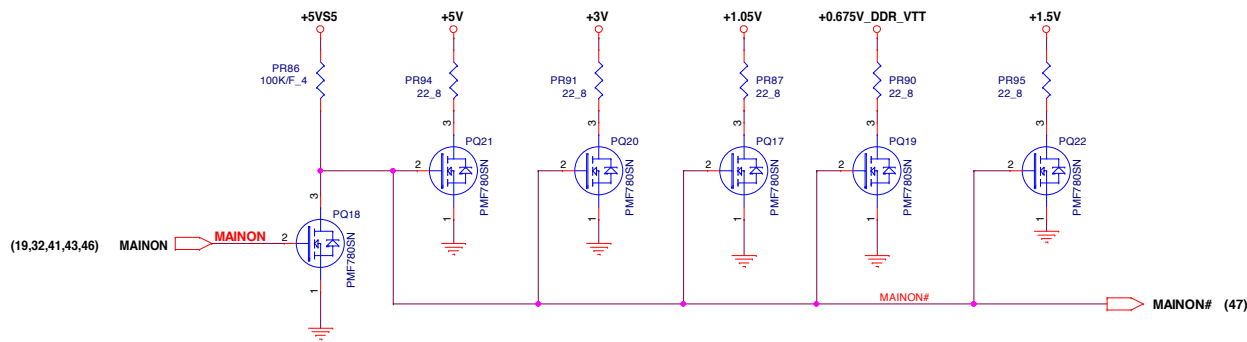 +5VS5
+5V
+3V
+1.05V
+0.675V_DDR_VTT
+1.5V
PR86
100K/F_4
PR94
22_8
PR91
22_8
PR87
22_8
PR90
22_8
PR95
22_8
3
3
3
3
3
PQ21
PQ20
PQ17
PQ19
PQ22
2
2
2
2
2
PMF780SN
PMF780SN
PMF780SN
PMF780SN
PMF780SN
1
1
1
1
1
3
PQ18
(19,32,41,43,46)
MAINON
MAINON
2
PMF780SN
1
MAINON#
MAINON#
(47)